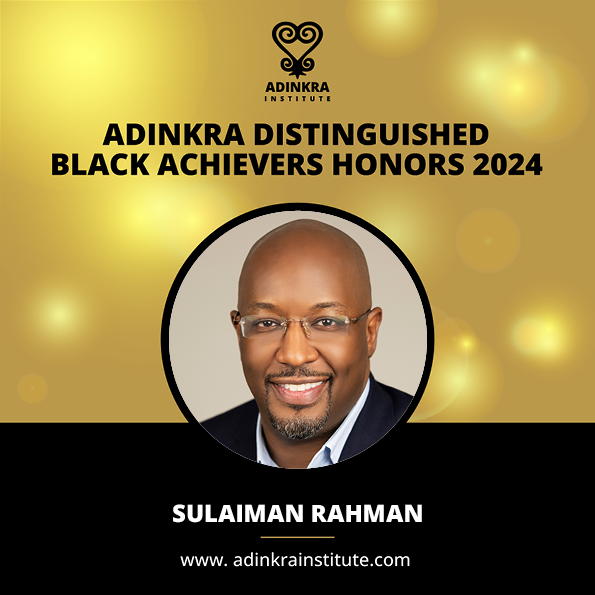 ADINKRA
INSTITUTE
ADINKRA DISTINGUISHED
BLACK ACHIEVERS HONORS 2024
SULAIMAN RAHMAN
www. adinkrainstitute.com